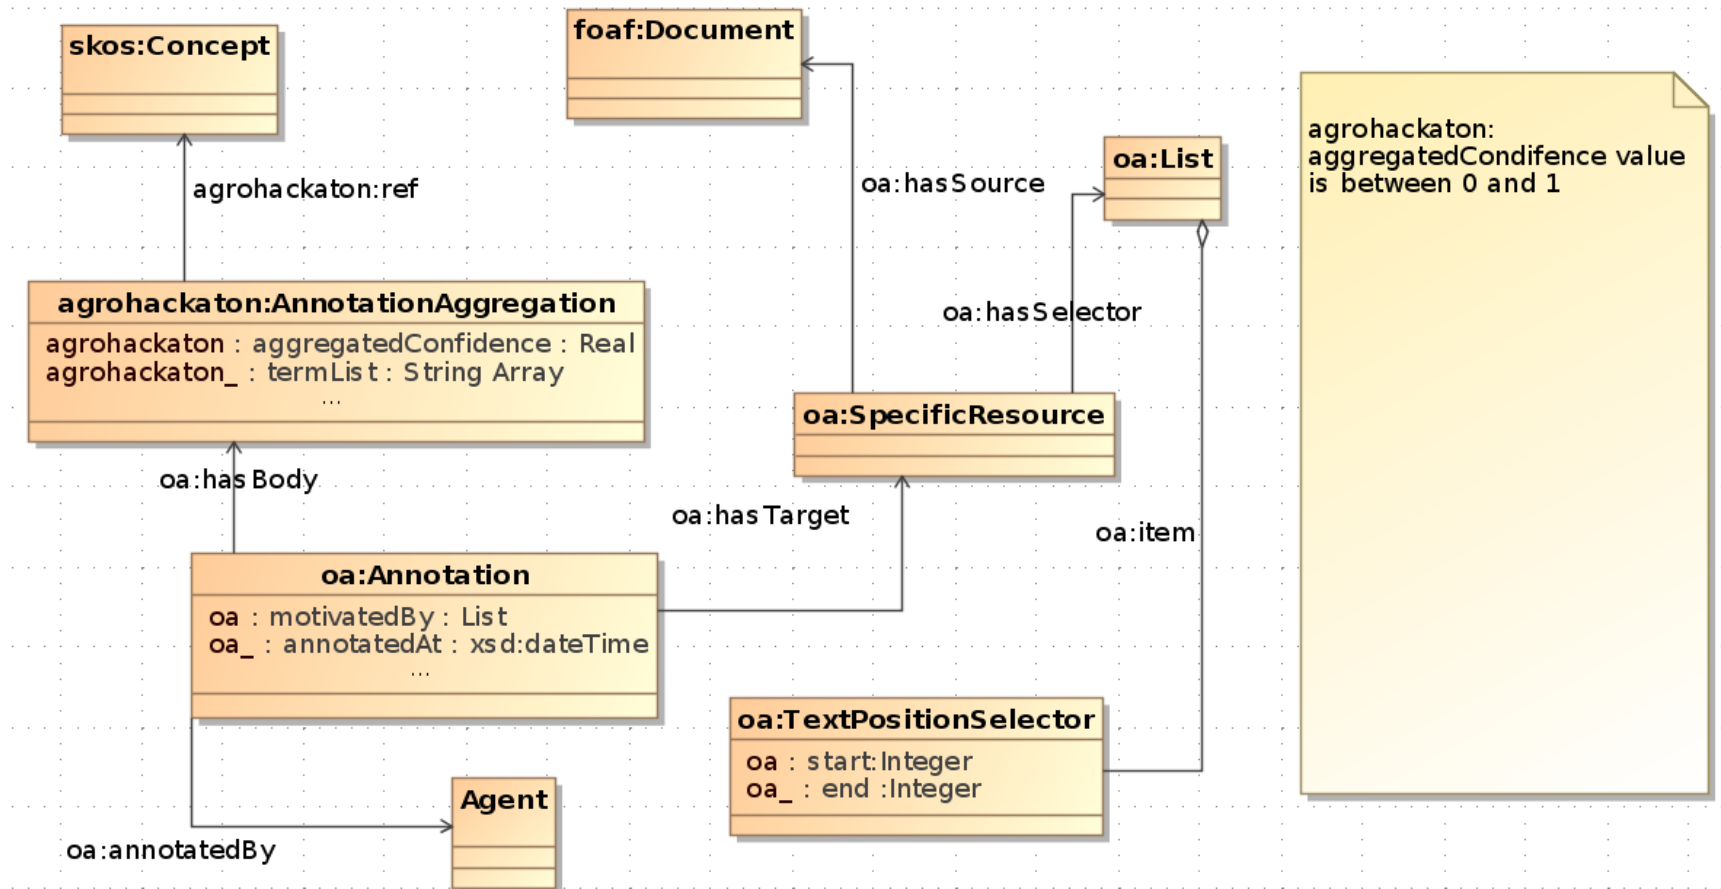 skos:Concept
foaf:Document
agrohackaton:
aggregatedCondifence value
is between 0 and 1
oa:List
oa:hasSource
agrohackaton:ref
agrohackaton:AnnotationAggregation
agrohackaton : aggregatedConfidence : Real
agrohackaton_ : termList : String Array
...
oa:hasSelector
oa:SpecificResource
oa:hasBody
oa:hasTarget
oa:item
oa:Annotation
oa : motivatedBy : List
oa_ : annotatedAt : xsd:dateTime
...
oa:TextPositionSelector
oa : start:Integer
oa_ : end :Integer
Agent
oa:annotatedBy